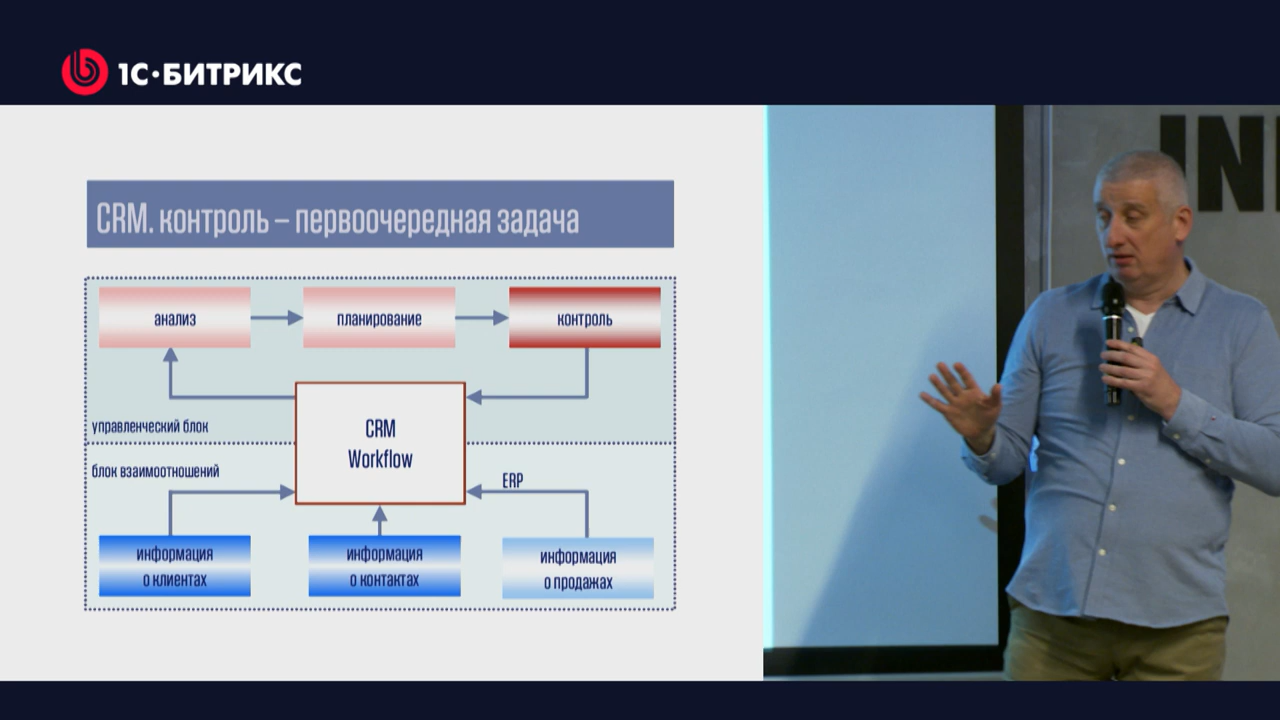 1С•БИТРИКС
CRM. контроль – первоочередная задача
анализ
планирование
контроль
управленческий блок
CRM
Workflow
блок взаимоотношений
ERP
информация
о клиентах
информация
о контактах
информация
о продажах
IN